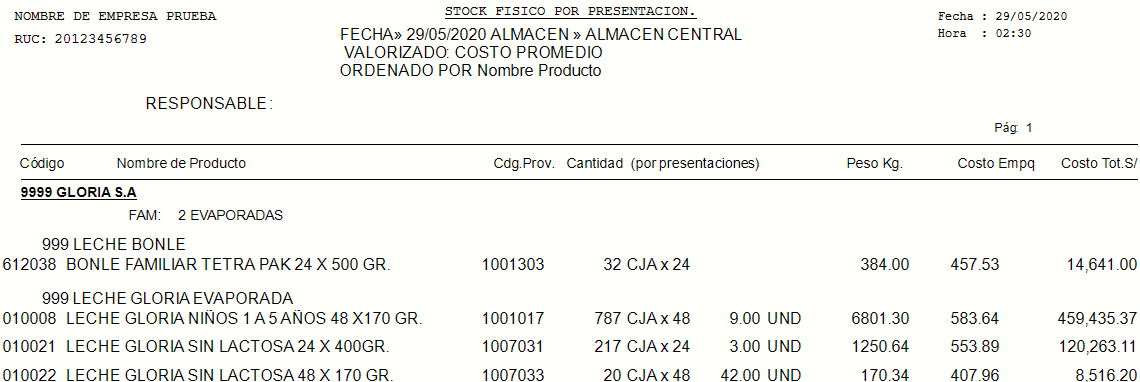 NOMBRE DE EMPRESA PRUEBA STOCK FISICO POR PRESENTACION. Fecha : 29/05/2020
RUC: 20123456789 FECHA» 29/05/2020 ALMACEN » ALMACEN CENTRAL Hora : 02:30
VALORIZADO: COSTO PROMEDIO
ORDENADO POR Nombre Producto
RESPONSABLE:
Pág: 1
Código Nombre de Producto Cdg.Prov. Cantidad (por presentaciones) Peso Kg. Costo Empq Costo Tot.S/
9999 GLORIA S.A
FAM: 2 EVAPORADAS
999 LECHE BONLE
612038 BONLE FAMILIAR TETRA PAK 24 X 500 GR. 1001303 32 CJA x 24 384.00 457.53 14,641.00
999 LECHE GLORIA EVAPORADA
010008 LECHE GLORIA NIÑOS 1 A 5 AÑOS 48 X170 GR. 1001017 787 CJA x 48 9.00 UND 6801.30 583.64 459,435.37
010021 LECHE GLORIA SIN LACTOSA 24 X 400GR. 1007031 217 CJA x 24 3.00 UND 1250.64 553.89 120,263.11
010022 LECHE GLORIA SIN LACTOSA 48 X 170 GR. 1007033 20 CJA x 48 42.00 UND 170.34 407.96 8,516.20